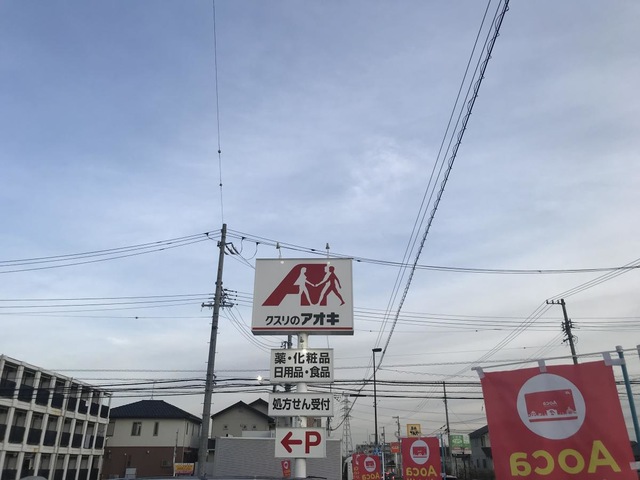 クスリのアオキ
薬・化粧品
日用品・食品
処方せん受付
←P
Aoca